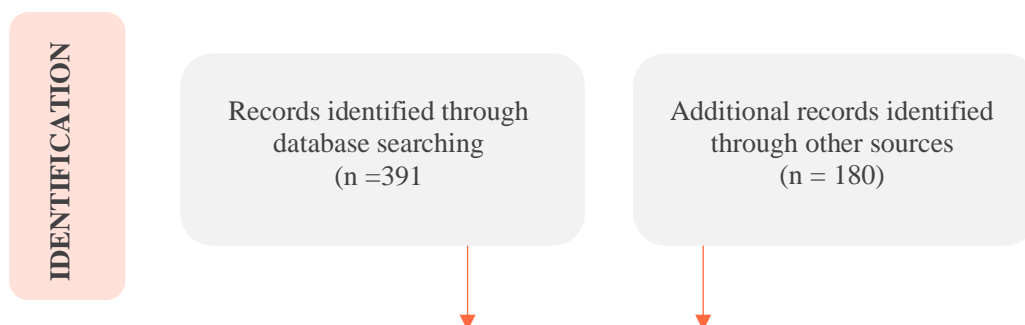 IDENTIFICATION
Records identified through
database searching
(n =391
Additional records identified
through other sources
(n = 180)